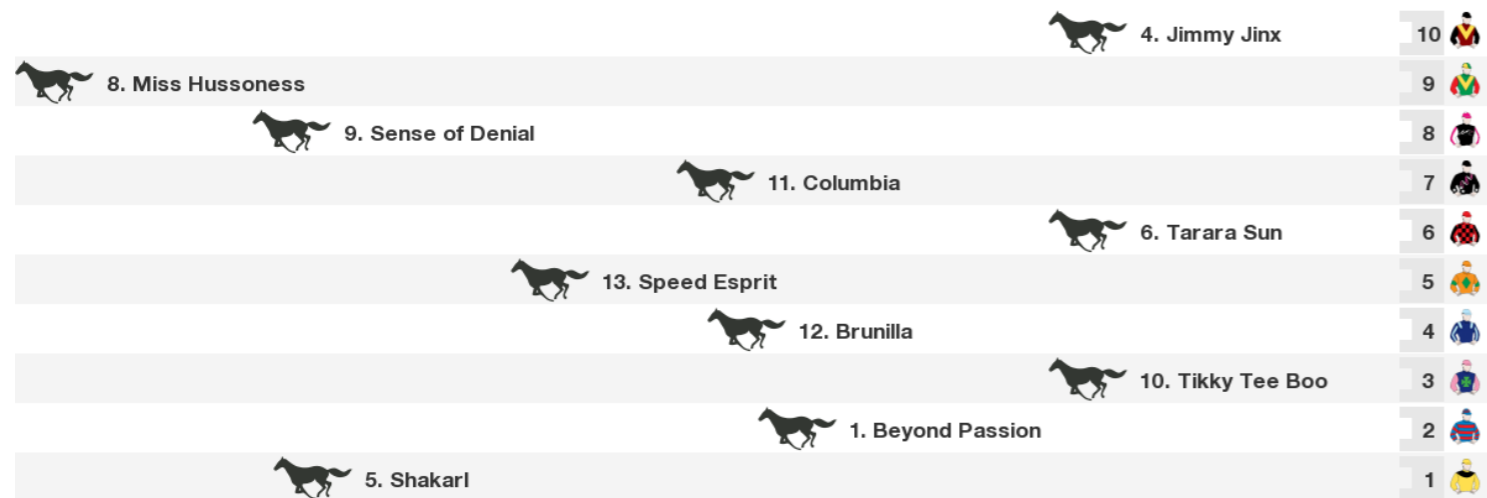 4. Jimmy Jinx 10
8. Miss Hussoness 9
9. Sense of Denial 8
11. Columbia 7
6. Tarara Sun 6
13. Speed Esprit 5
12. Brunilla 4
10. Tikky Tee Boo 3
1. Beyond Passion 2
5. Shakarl 1